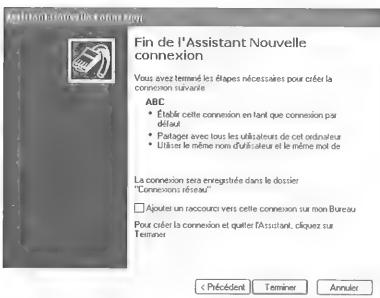 Assistant Nouvelle connexion
Fin de l'Assistant Nouvelle
connexion
Vous avez terminé les étapes nécessaires pour créer la
connexion suivante
ABC
• Établir cette connexion en tant que connexion par
défaut
• Partager avec tous les utilisateurs de cet ordinateur
• Utiliser le même nom d'utilisateur et le même mot de
La connexion sera enregistrée dans le dossier
"Connexions réseau"
Ajouter un raccourci vers cette connexion sur mon Bureau
Pour créer la connexion et quitter l'Assistant, cliquez sur
Terminer
< Précédent
Terminer
Annuler